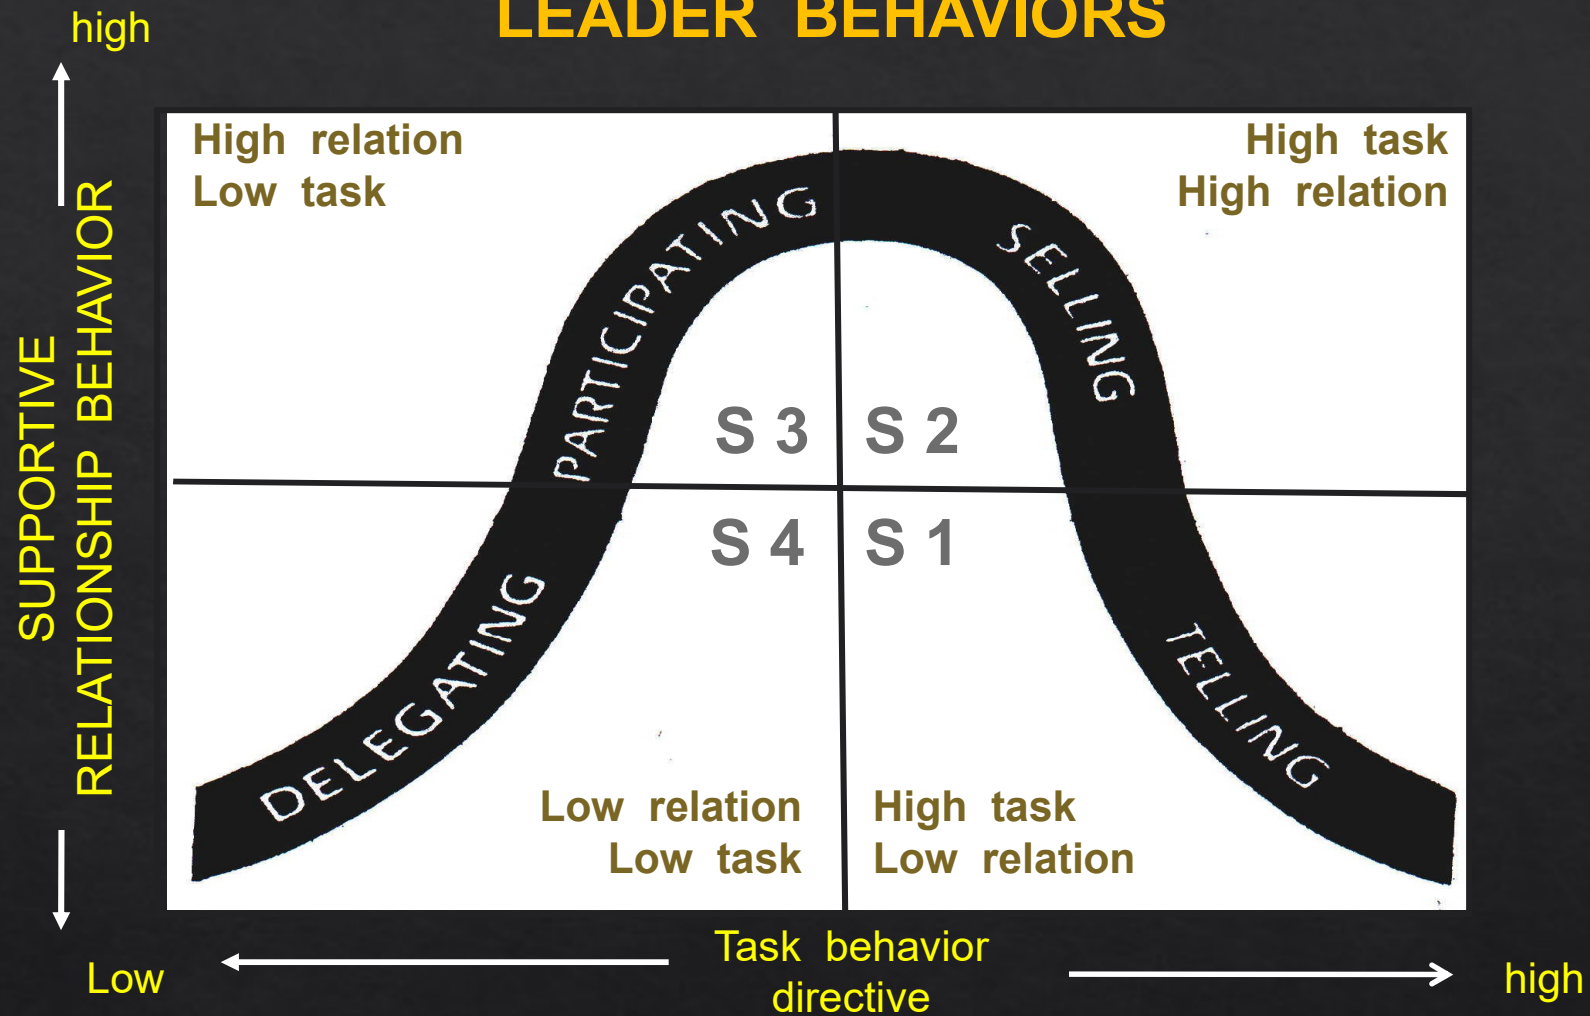 LEADER BEHAVIORS
high
High relation
Low task
High task
High relation
PARTICIPATING
SELLING
SUPPORTIVE
RELATIONSHIP BEHAVIOR
S 3
S 2
S 4
S 1
DELEGATING
TELLING
Low relation
Low task
High task
Low relation
Low
Task behavior
directive
high